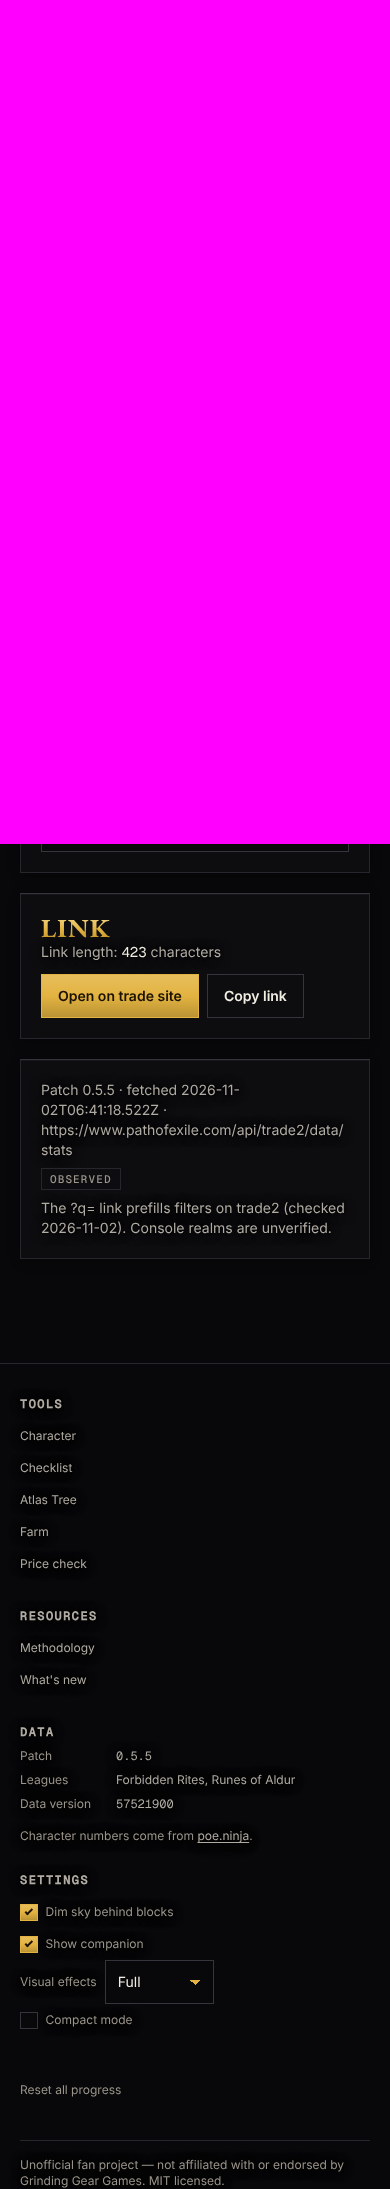 LINK
Link length: 423 characters
Open on trade site
Copy link
Patch 0.5.5 · fetched 2026-11-
02T06:41:18.522Z ·
https://www.pathofexile.com/api/trade2/data/
stats
OBSERVED
The ?q= link prefills filters on trade2 (checked
2026-11-02). Console realms are unverified.
TOOLS
Character
Checklist
Atlas Tree
Farm
Price check
RESOURCES
Methodology
What's new
DATA
Patch 0.5.5
Leagues Forbidden Rites, Runes of Aldur
Data version 57521900
Character numbers come from poe.ninja.
SETTINGS
Dim sky behind blocks
Show companion
Visual effects Full
Compact mode
Reset all progress
Unofficial fan project — not affiliated with or endorsed by
Grinding Gear Games. MIT licensed.